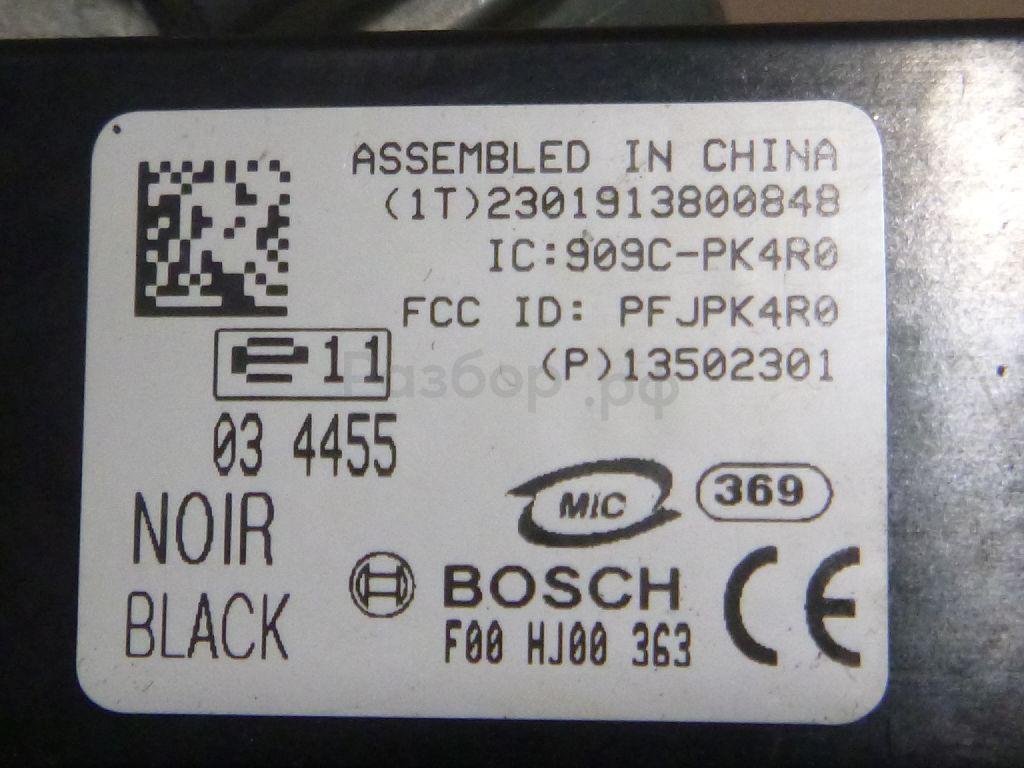 ASSEMBLED IN CHINA
(1T)2301913800848
IC:909C-PK4R0
FCC ID: PFJPK4R0
(P)13502301
e11
Разбор.рф
03 4455
NOIR
BLACK
MIC
369
BOSCH
F00 HJ00 363
CE